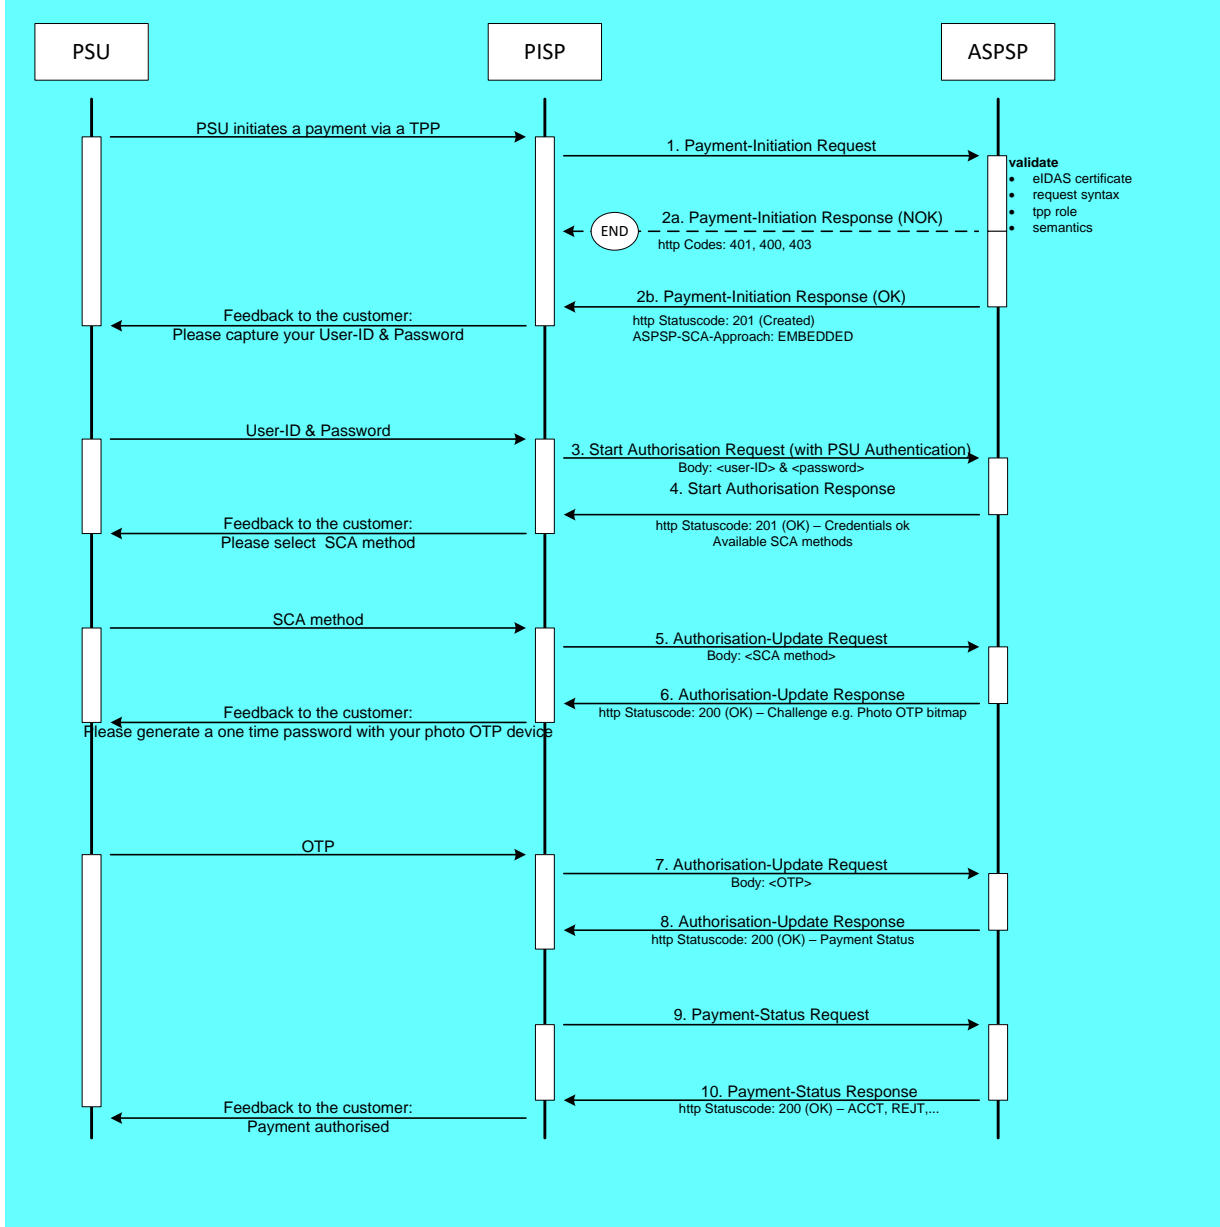 PSU
PISP
ASPSP
PSU initiates a payment via a TPP
1. Payment-Initiation Request
validate
• eIDAS certificate
• request syntax
• tpp role
• semantics
2a. Payment-Initiation Response (NOK)
END
http Codes: 401, 400, 403
2b. Payment-Initiation Response (OK)
http Statuscode: 201 (Created)
ASPSP-SCA-Approach: EMBEDDED
Feedback to the customer:
Please capture your User-ID & Password
User-ID & Password
3. Start Authorisation Request (with PSU Authentication)
Body: <user-ID> & <password>
4. Start Authorisation Response
http Statuscode: 201 (OK) – Credentials ok
Available SCA methods
Feedback to the customer:
Please select  SCA method
SCA method
5. Authorisation-Update Request
Body: <SCA method>
6. Authorisation-Update Response
http Statuscode: 200 (OK) – Challenge e.g. Photo OTP bitmap
Feedback to the customer:
Please generate a one time password with your photo OTP device
OTP
7. Authorisation-Update Request
Body: <OTP>
8. Authorisation-Update Response
http Statuscode: 200 (OK) – Payment Status
9. Payment-Status Request
10. Payment-Status Response
http Statuscode: 200 (OK) – ACCT, REJT,...
Feedback to the customer:
Payment authorised